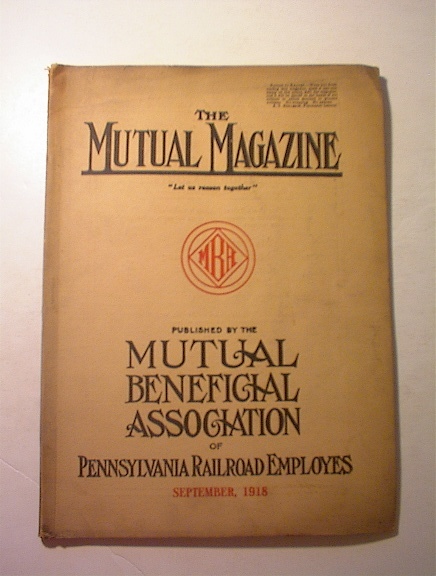 THE
MUTUAL MAGAZINE
"Let us reason together"
MBA
PUBLISHED BY THE
MUTUAL
BENEFICIAL
ASSOCIATION
OF
PENNSYLVANIA RAILROAD EMPLOYES
SEPTEMBER, 1918